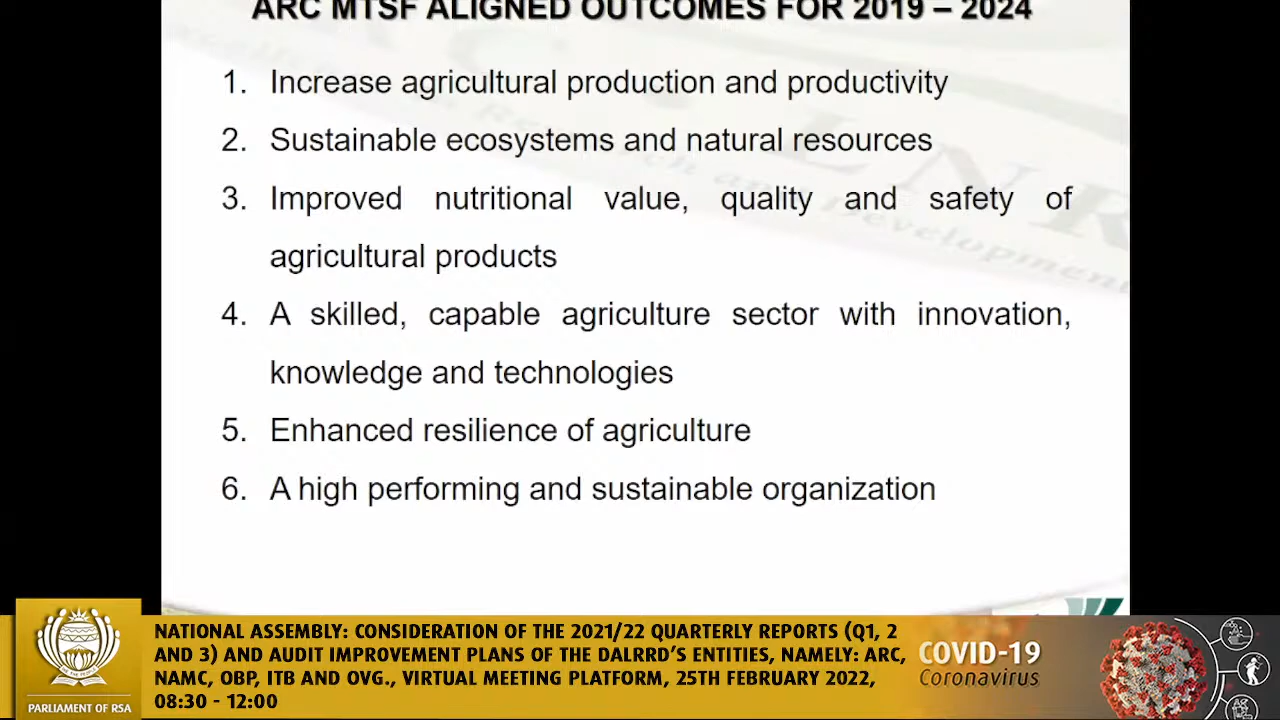 ARC MTSF ALIGNED OUTCOMES FOR 2019 – 2024
1. Increase agricultural production and productivity
2. Sustainable ecosystems and natural resources
3. Improved nutritional value, quality and safety of
agricultural products
4. A skilled, capable agriculture sector with innovation,
knowledge and technologies
5. Enhanced resilience of agriculture
6. A high performing and sustainable organization
NATIONAL ASSEMBLY: CONSIDERATION OF THE 2021/22 QUARTERLY REPORTS (Q1, 2
AND 3) AND AUDIT IMPROVEMENT PLANS OF THE DALRRD'S ENTITIES, NAMELY: ARC,
NAMC, OBP, ITB AND OVG., VIRTUAL MEETING PLATFORM, 25TH FEBRUARY 2022,
08:30 - 12:00
PARLIAMENT OF RSA
COVID-19
Coronavirus